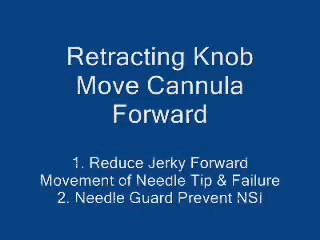 Retracting Knob
Move Cannula
Forward
1. Reduce Jerky Forward
Movement of Needle Tip & Failure
2. Needle Guard Prevent NSI